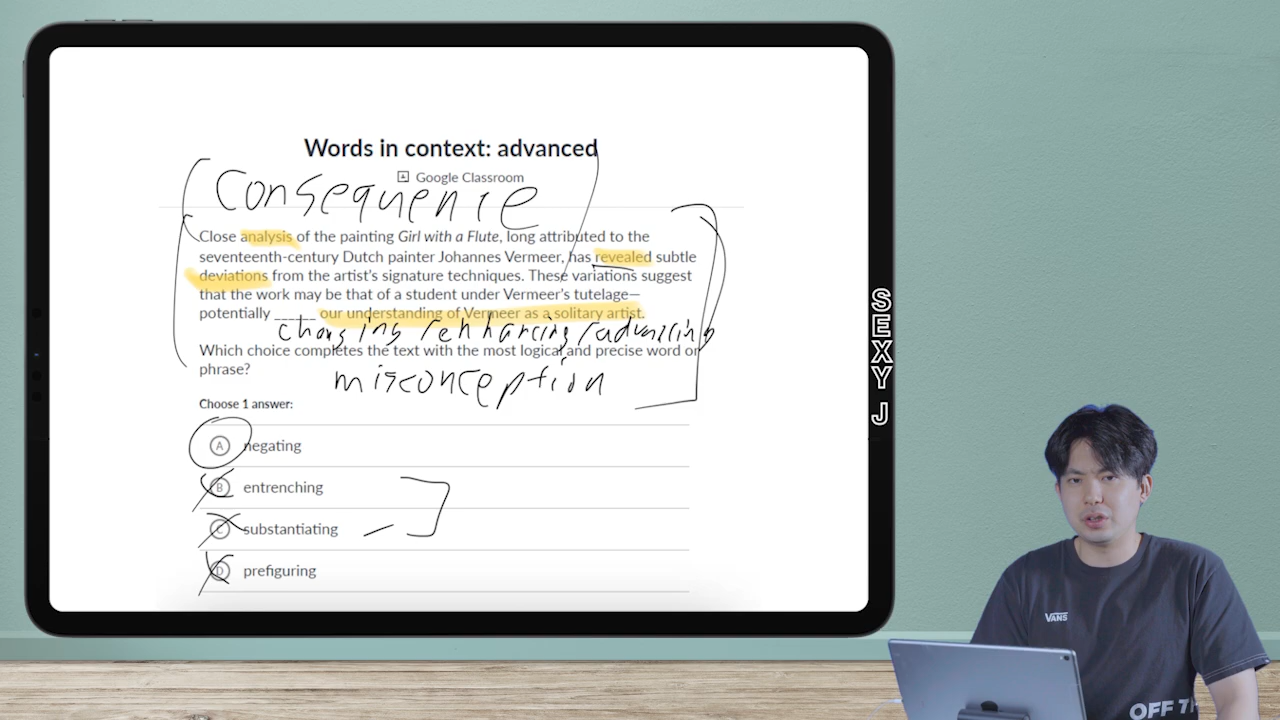 Words in context: advanced
Google Classroom
Consequence
Close analysis of the painting Girl with a Flute, long attributed to the
seventeenth-century Dutch painter Johannes Vermeer, has revealed subtle
deviations from the artist's signature techniques. These variations suggest
that the work may be that of a student under Vermeer's tutelage—
potentially ______ our understanding of Vermeer as a solitary artist.
changing enhancing
Which choice completes the text with the most logical and precise word or
phrase?
misconception
Choose 1 answer:
A negating
B entrenching
C substantiating
D prefiguring
SEXY J
VANS
OFF